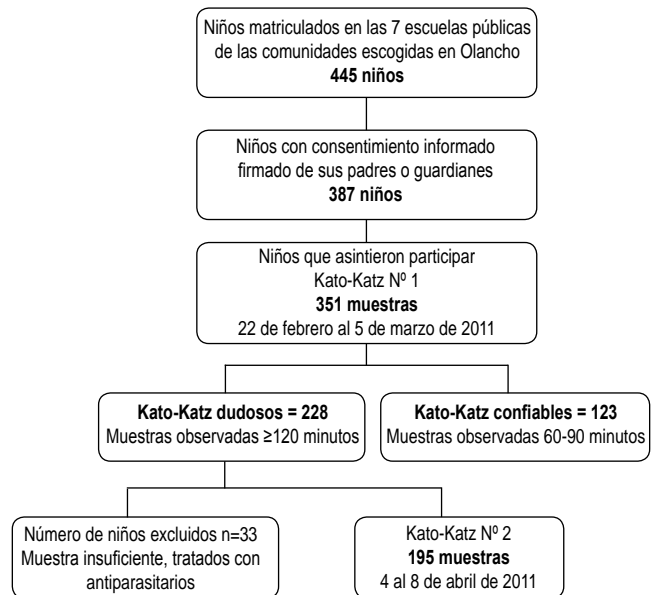 Niños matriculados en las 7 escuelas públicas
de las comunidades escogidas en Olancho
445 niños
Niños con consentimiento informado
firmado de sus padres o guardianes
387 niños
Niños que asintieron participar
Kato-Katz Nº 1
351 muestras
22 de febrero al 5 de marzo de 2011
Kato-Katz dudosos = 228
Muestras observadas ≥120 minutos
Kato-Katz confiables = 123
Muestras observadas 60-90 minutos
Número de niños excluidos n=33
Muestra insuficiente, tratados con
antiparasitarios
Kato-Katz Nº 2
195 muestras
4 al 8 de abril de 2011